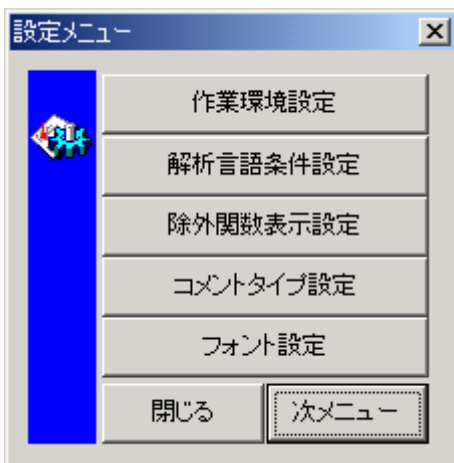 設定メニュー
作業環境設定
解析言語条件設定
除外関数表示設定
コメントタイプ設定
フォント設定
閉じる 次メニュー